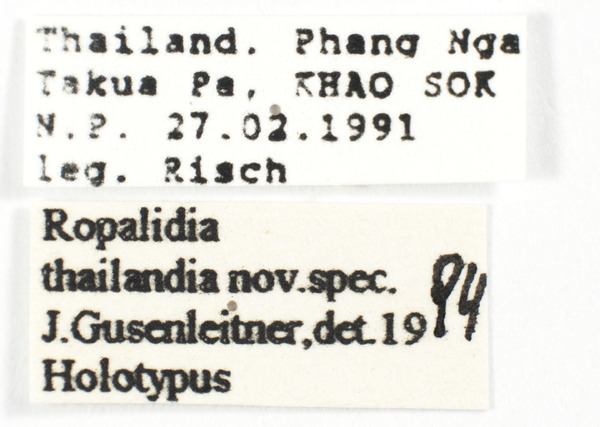 Thailand. Phang Nga
Takua Pa, KHAO SOK
N.P. 27.02.1991
leg. Risch
Ropalidia
thailandia nov.spec.
J.Gusenleitner,det.1994
Holotypus